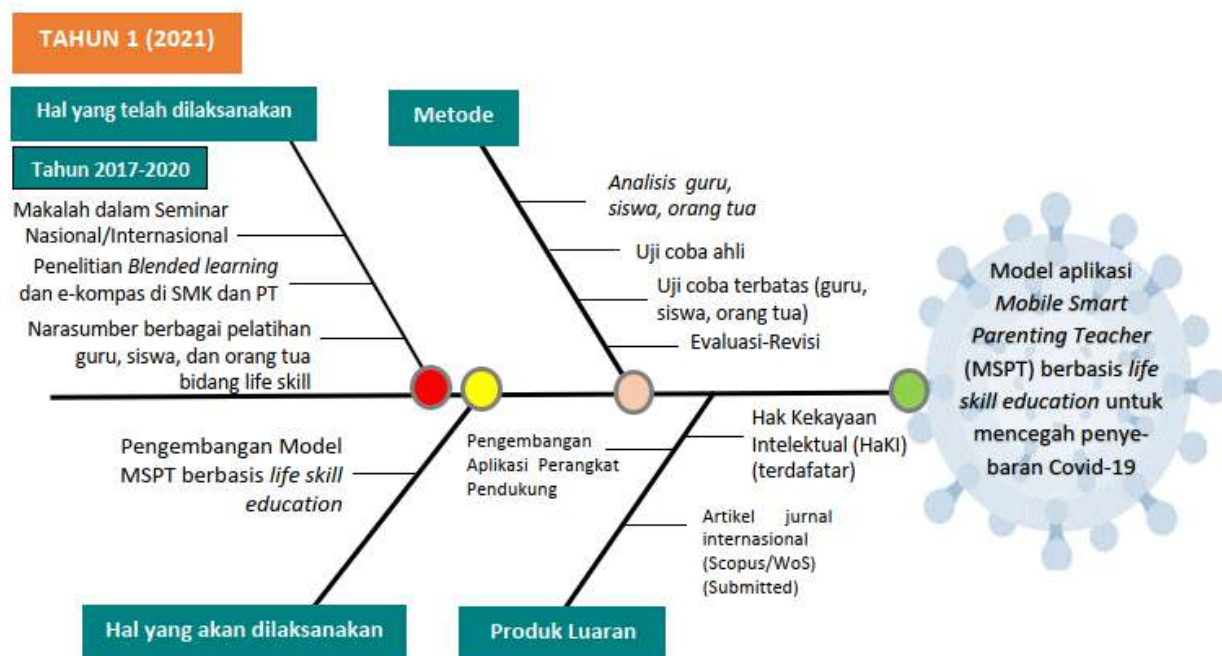 TAHUN 1 (2021)
Hal yang telah dilaksanakan
Tahun 2017-2020
Makalah dalam Seminar
Nasional/Internasional
Penelitian Blended learning
dan e-kompas di SMK dan PT
Narasumber berbagai pelatihan
guru, siswa, dan orang tua
bidang life skill
Metode
Analisis guru,
siswa, orang tua
Uji coba ahli
Uji coba terbatas (guru,
siswa, orang tua)
Evaluasi-Revisi
Model aplikasi
Mobile Smart
Parenting Teacher
(MSPT) berbasis life
skill education untuk
mencegah penye-
baran Covid-19
Pengembangan Model
MSPT berbasis life skill
education
Hal yang akan dilaksanakan
Pengembangan
Aplikasi Perangkat
Pendukung
Hak Kekayaan
Intelektual (HaKI)
(terdafatar)
Artikel jurnal
internasional
(Scopus/WoS)
(Submitted)
Produk Luaran